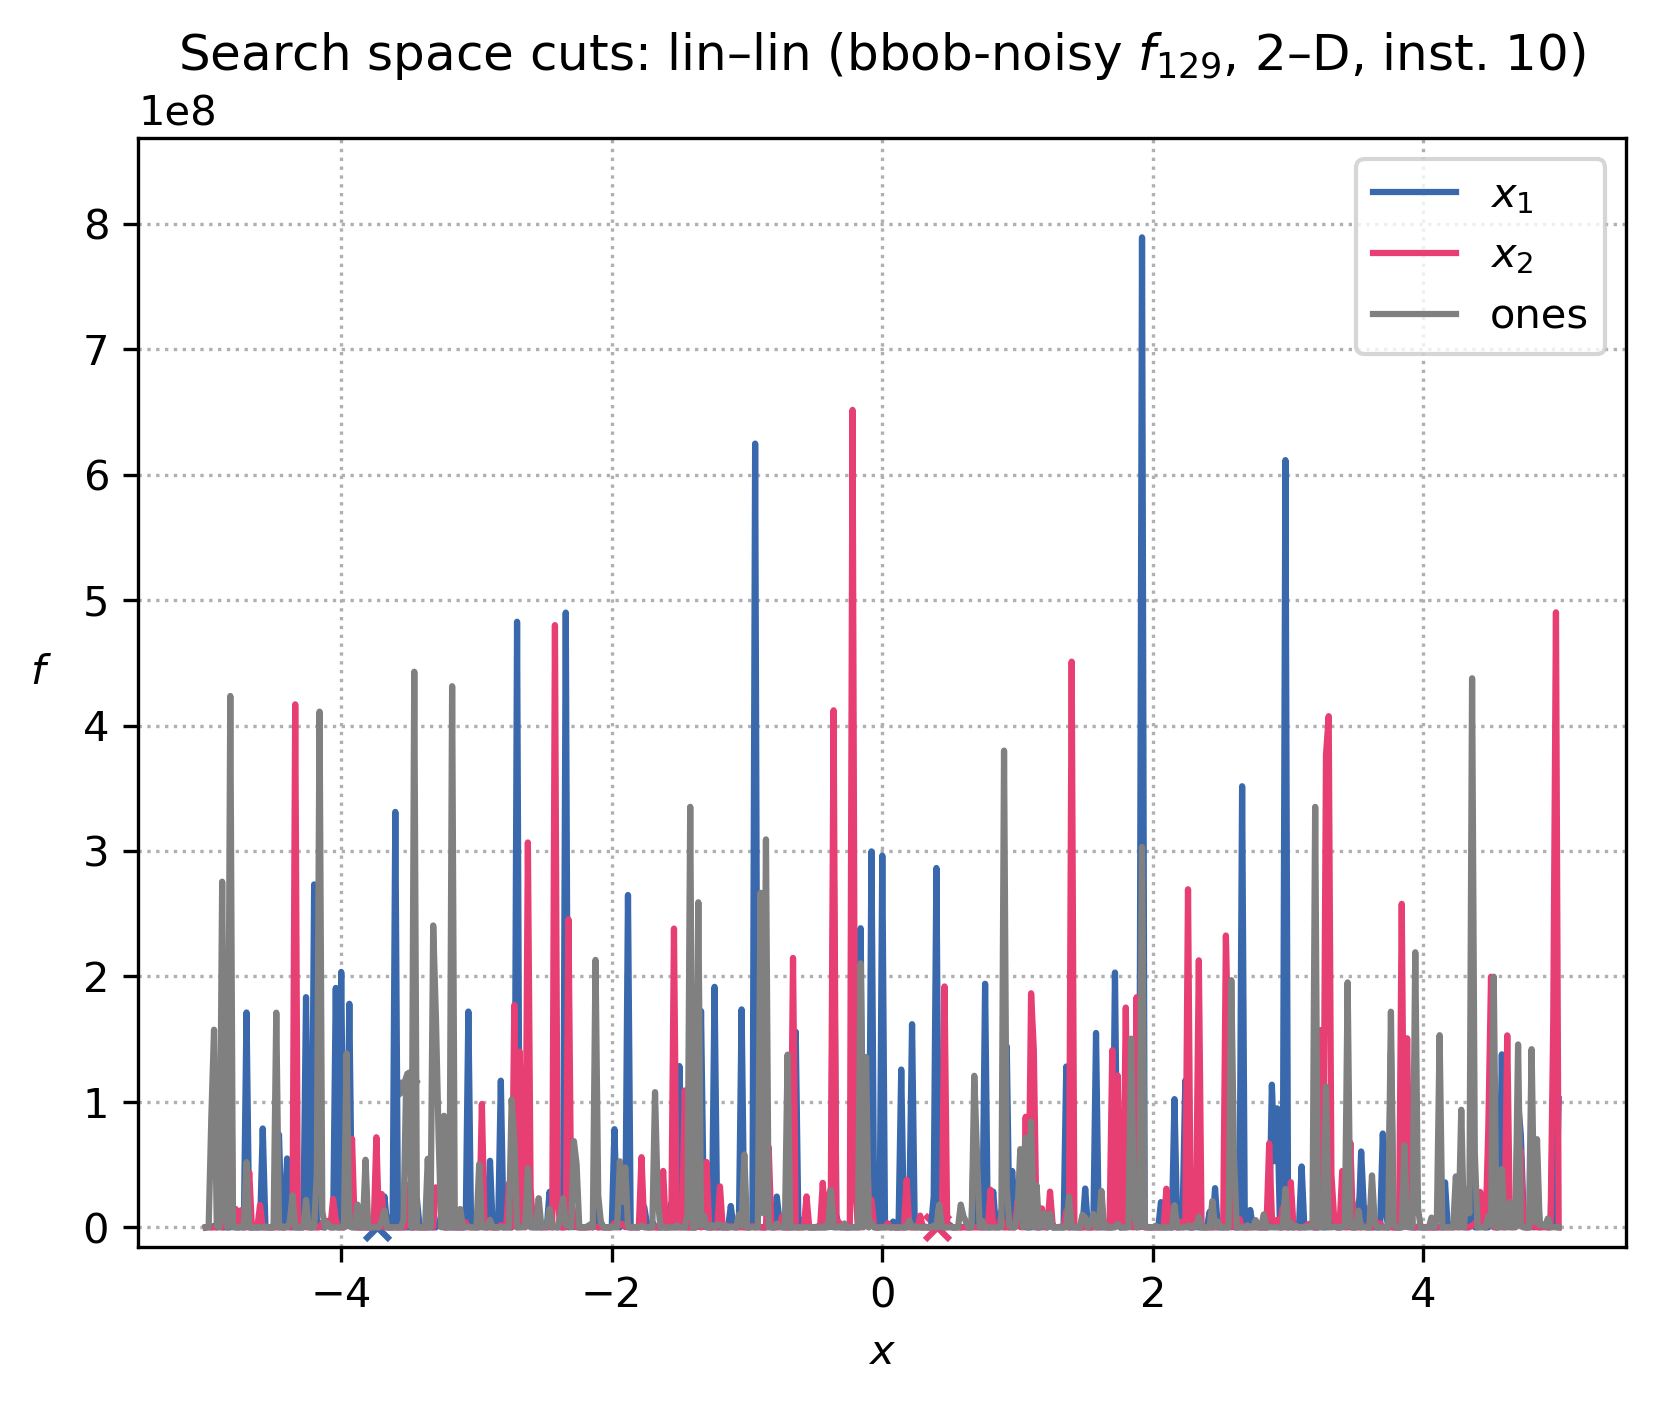 Search space cuts: lin–lin (bbob-noisy f₁₂₉, 2–D, inst. 10)
1e8
x₁
x₂
ones
8
7
6
5
4
3
2
1
0
f
−4 −2 0 2 4
x